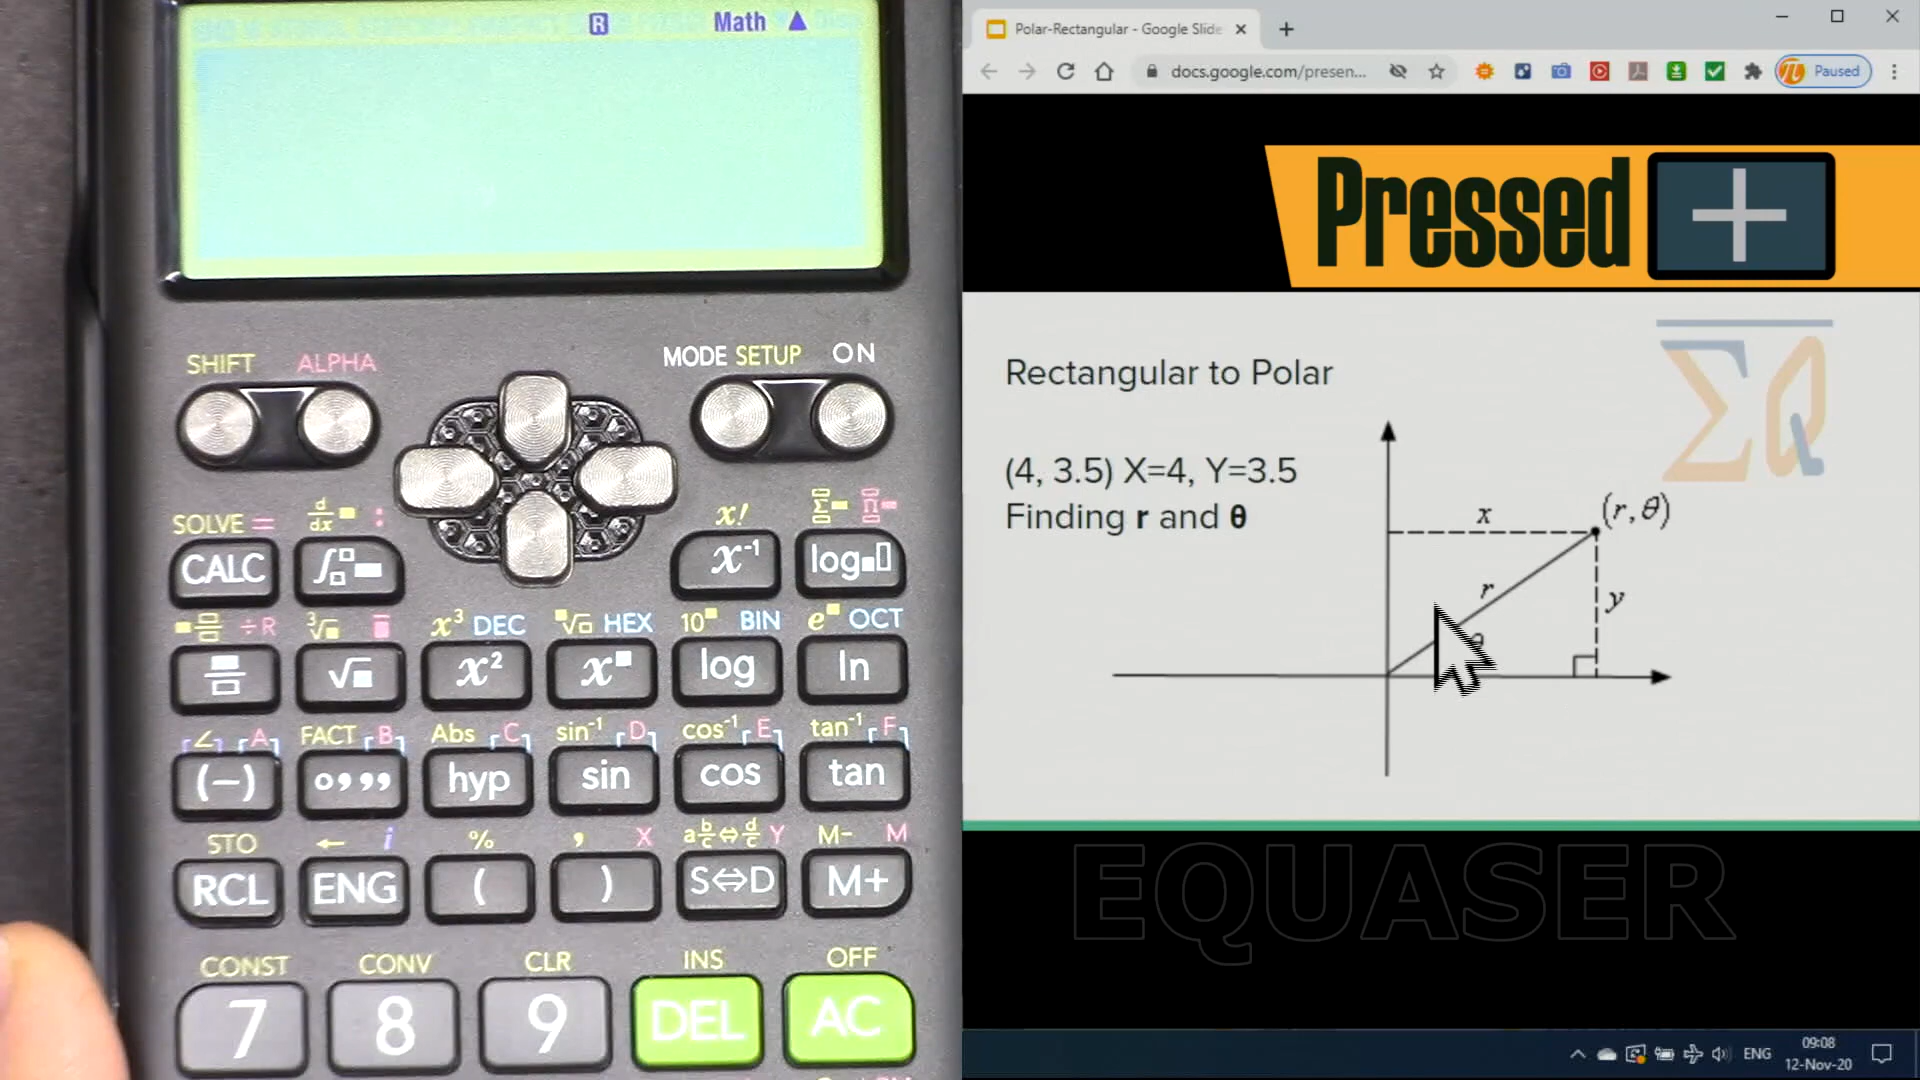 R Math ▲
SHIFT ALPHA MODE SETUP ON
SOLVE = d/dx :
x!
CALC
x⁻¹ log
÷R ³√ x³ DEC √ HEX 10 BIN e OCT
√ x² x log ln
∠ A FACT B Abs C sin⁻¹ D cos⁻¹ E tan⁻¹ F
(−) °,,, hyp sin cos tan
STO ← i % , X a b/c⇔d/c Y M− M
RCL ENG ( ) S⇔D M+
CONST CONV CLR INS OFF
7 8 9 DEL AC
Polar-Rectangular - Google Slide
docs.google.com/presen...
Paused
Pressed +
ΣQ
Rectangular to Polar
(4, 3.5) X=4, Y=3.5
Finding r and θ
x
(r, θ)
r
y
θ
EQUASER
ENG
09:08
12-Nov-20